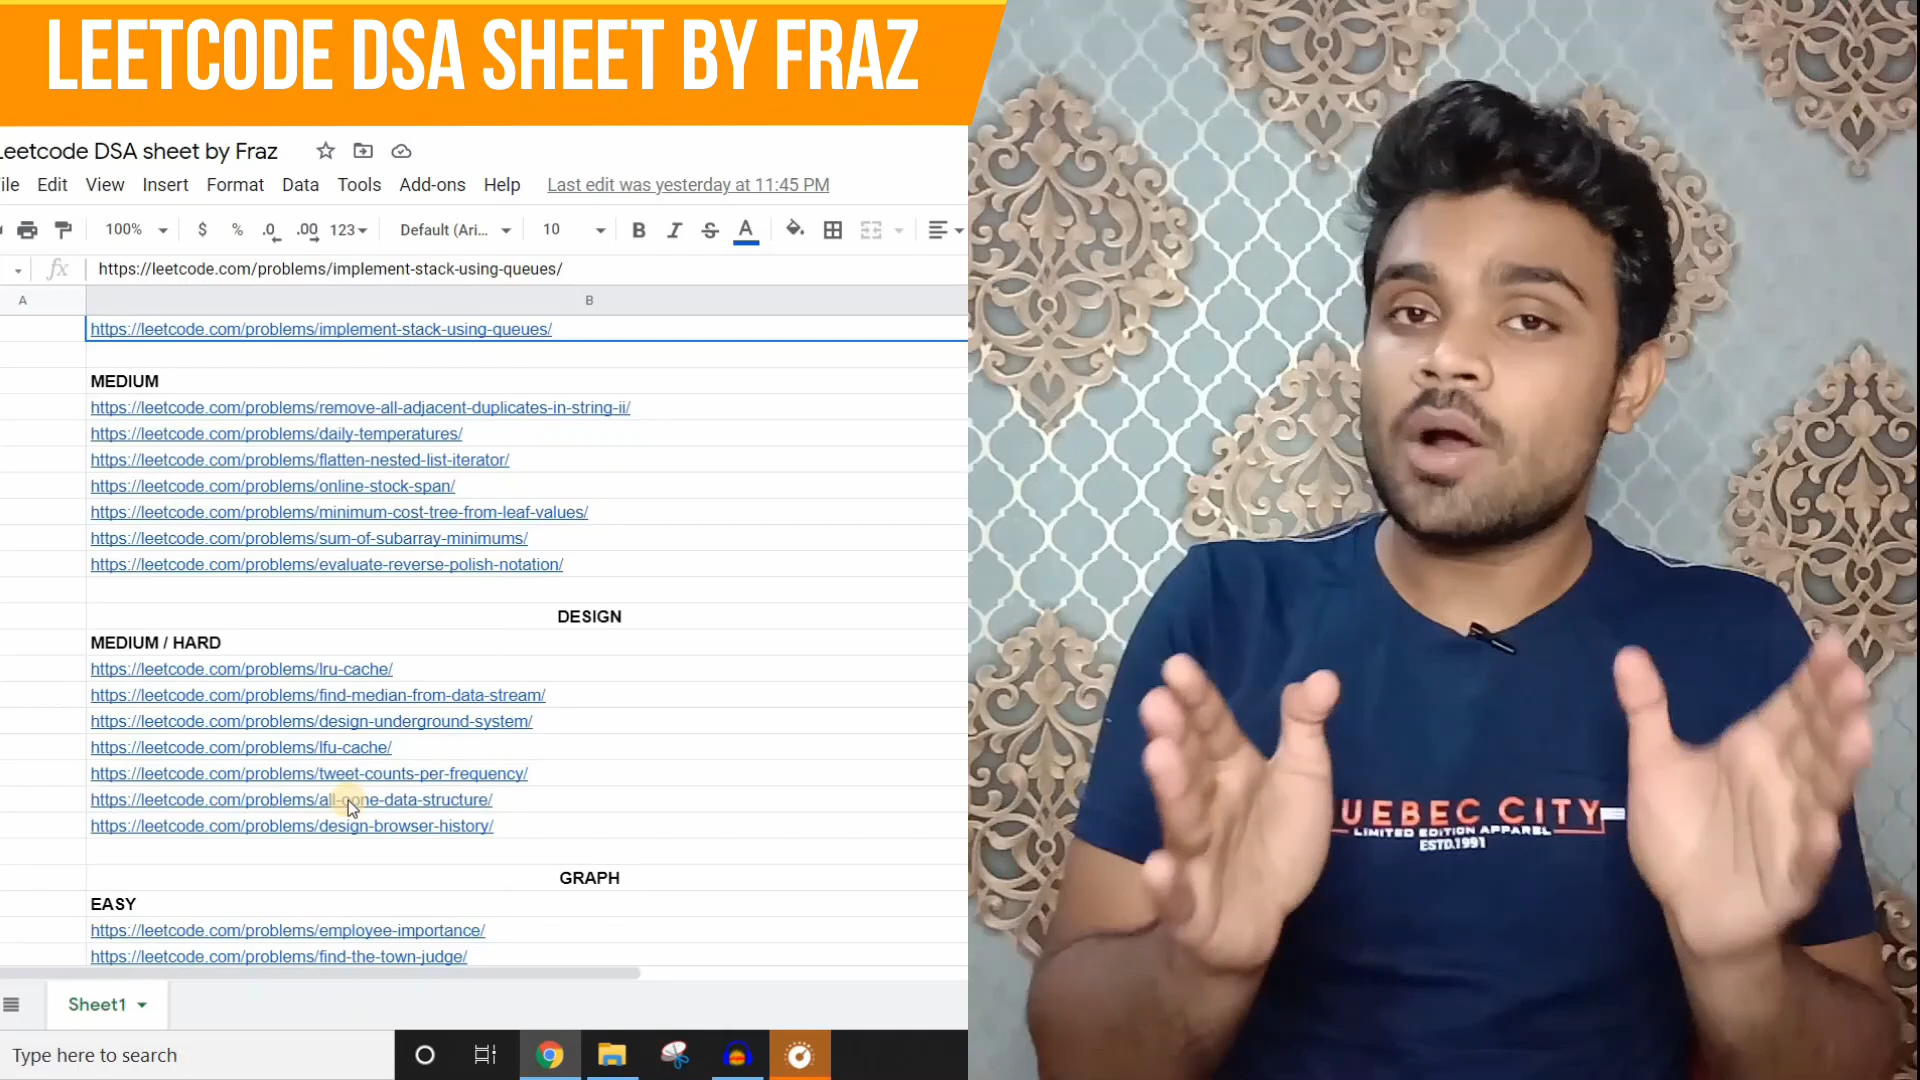 LEETCODE DSA SHEET BY FRAZ
Leetcode DSA sheet by Fraz
ile Edit View Insert Format Data Tools Add-ons Help Last edit was yesterday at 11:45 PM
100% $ % .0 .00 123 Default (Ari... 10 B I S A
fx https://leetcode.com/problems/implement-stack-using-queues/
A B
https://leetcode.com/problems/implement-stack-using-queues/
MEDIUM
https://leetcode.com/problems/remove-all-adjacent-duplicates-in-string-ii/
https://leetcode.com/problems/daily-temperatures/
https://leetcode.com/problems/flatten-nested-list-iterator/
https://leetcode.com/problems/online-stock-span/
https://leetcode.com/problems/minimum-cost-tree-from-leaf-values/
https://leetcode.com/problems/sum-of-subarray-minimums/
https://leetcode.com/problems/evaluate-reverse-polish-notation/
DESIGN
MEDIUM / HARD
https://leetcode.com/problems/lru-cache/
https://leetcode.com/problems/find-median-from-data-stream/
https://leetcode.com/problems/design-underground-system/
https://leetcode.com/problems/lfu-cache/
https://leetcode.com/problems/tweet-counts-per-frequency/
https://leetcode.com/problems/all-oone-data-structure/
https://leetcode.com/problems/design-browser-history/
GRAPH
EASY
https://leetcode.com/problems/employee-importance/
https://leetcode.com/problems/find-the-town-judge/
Sheet1
Type here to search
UEBEC CITY
LIMITED EDITION APPAREL
ESTD.1991